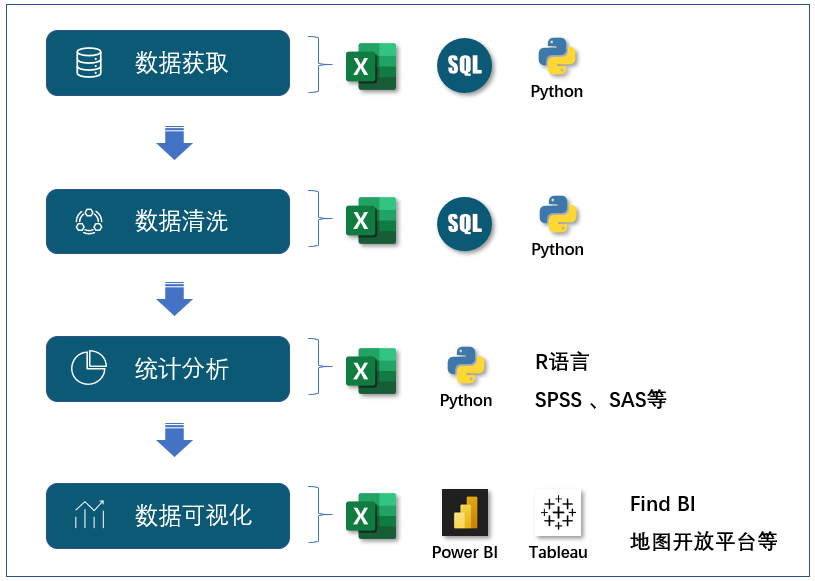 数据获取
X
SQL
Python
数据清洗
X
SQL
Python
统计分析
X
Python
R语言
SPSS 、SAS等
数据可视化
X
Power BI
Tableau
Find BI
地图开放平台等